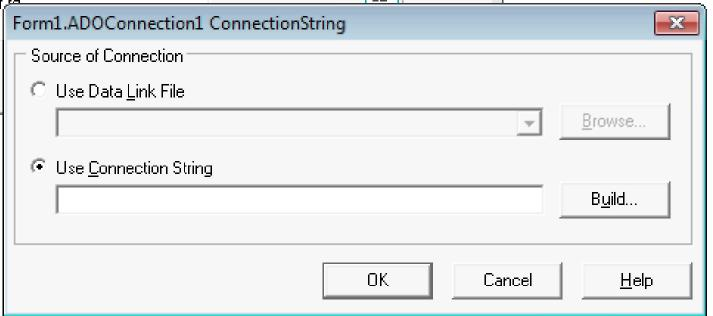 Form1.ADOConnection1 ConnectionString
Source of Connection
Use Data Link File
Browse...
Use Connection String
Build...
OK Cancel Help